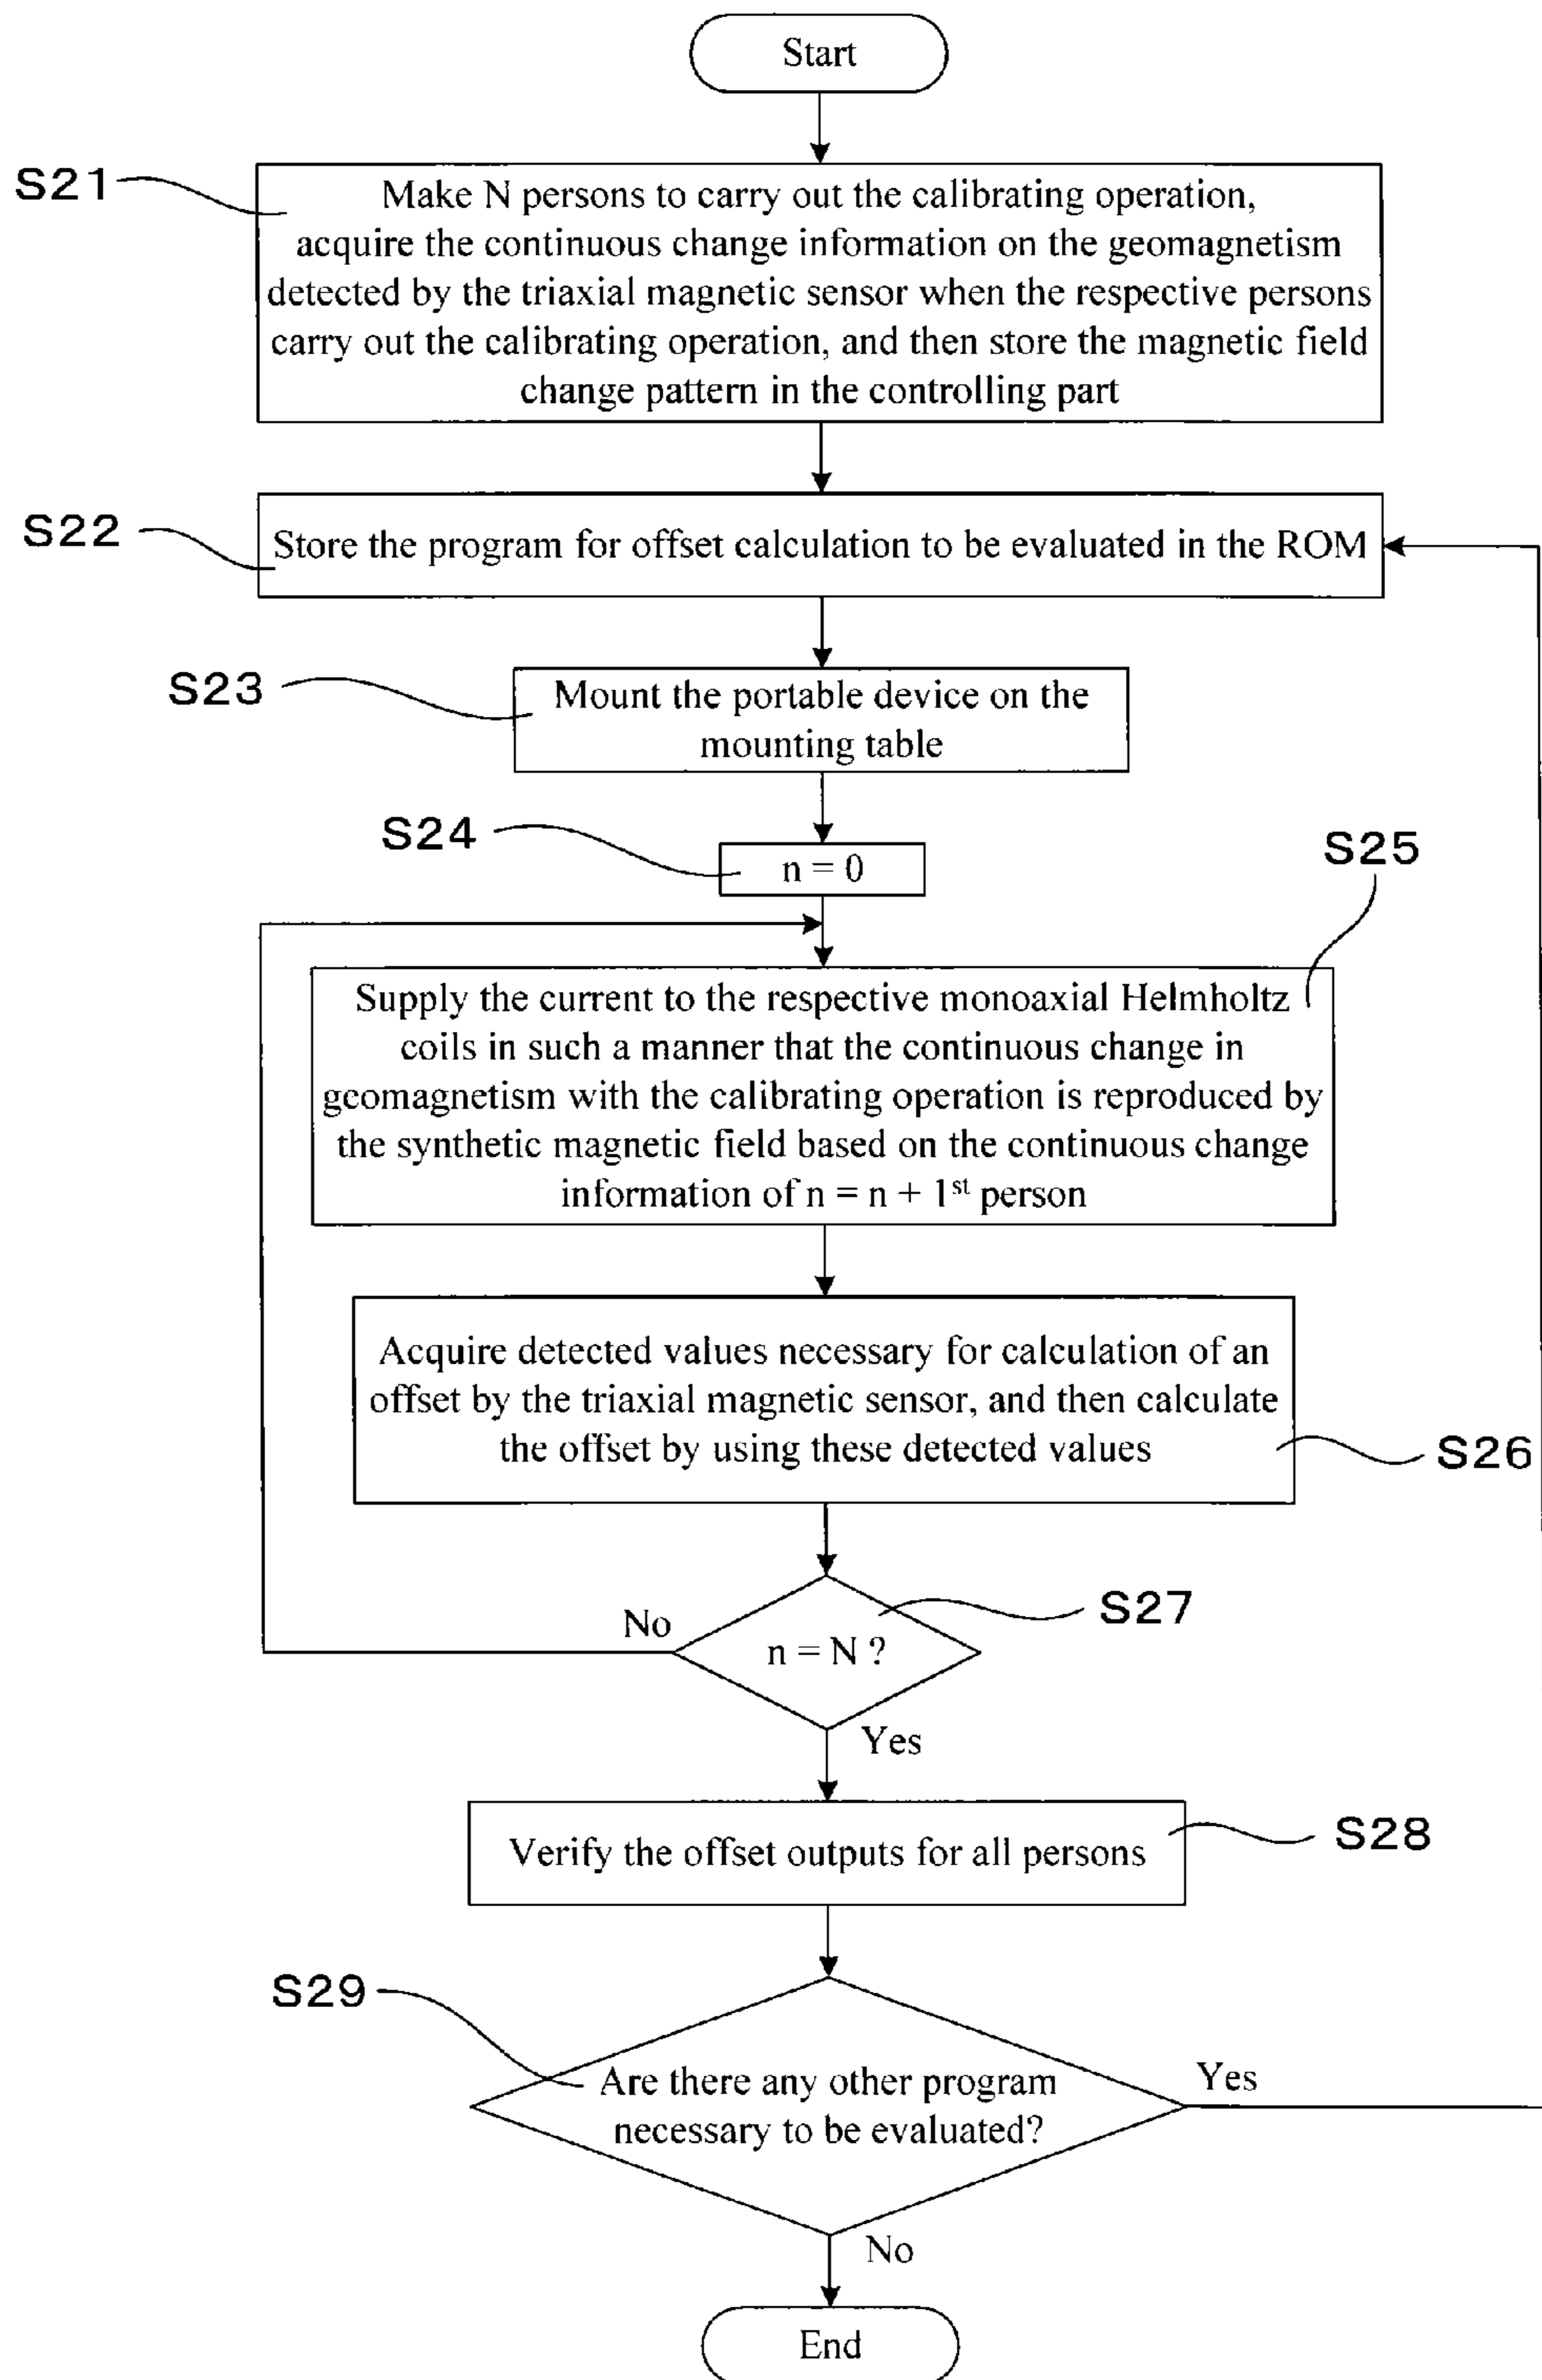 Start
S21
Make N persons to carry out the calibrating operation,
acquire the continuous change information on the geomagnetism
detected by the triaxial magnetic sensor when the respective persons
carry out the calibrating operation, and then store the magnetic field
change pattern in the controlling part
S22
Store the program for offset calculation to be evaluated in the ROM
S23
Mount the portable device on the
mounting table
S24
n = 0
S25
Supply the current to the respective monoaxial Helmholtz
coils in such a manner that the continuous change in
geomagnetism with the calibrating operation is reproduced by
the synthetic magnetic field based on the continuous change
information of n = n + 1st person
Acquire detected values necessary for calculation of an
offset by the triaxial magnetic sensor, and then calculate
the offset by using these detected values
S26
S27
No
n = N ?
Yes
Verify the offset outputs for all persons
S28
S29
Are there any other program
necessary to be evaluated?
Yes
No
End